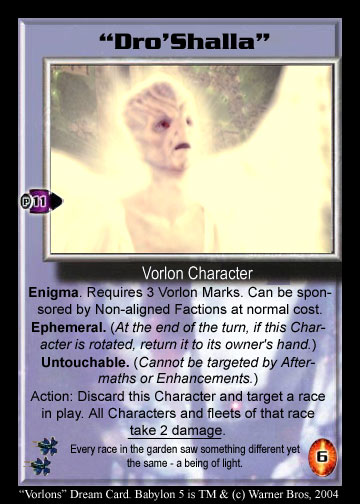 “Dro’Shalla”
P 11
Vorlon Character
Enigma. Requires 3 Vorlon Marks. Can be spon-
sored by Non-aligned Factions at normal cost.
Ephemeral. (At the end of the turn, if this Char-
acter is rotated, return it to its owner's hand.)
Untouchable. (Cannot be targeted by After-
maths or Enhancements.)
Action: Discard this Character and target a race
in play. All Characters and fleets of that race
take 2 damage.
Every race in the garden saw something different yet
the same - a being of light.
6
“Vorlons” Dream Card. Babylon 5 is TM & (c) Warner Bros, 2004